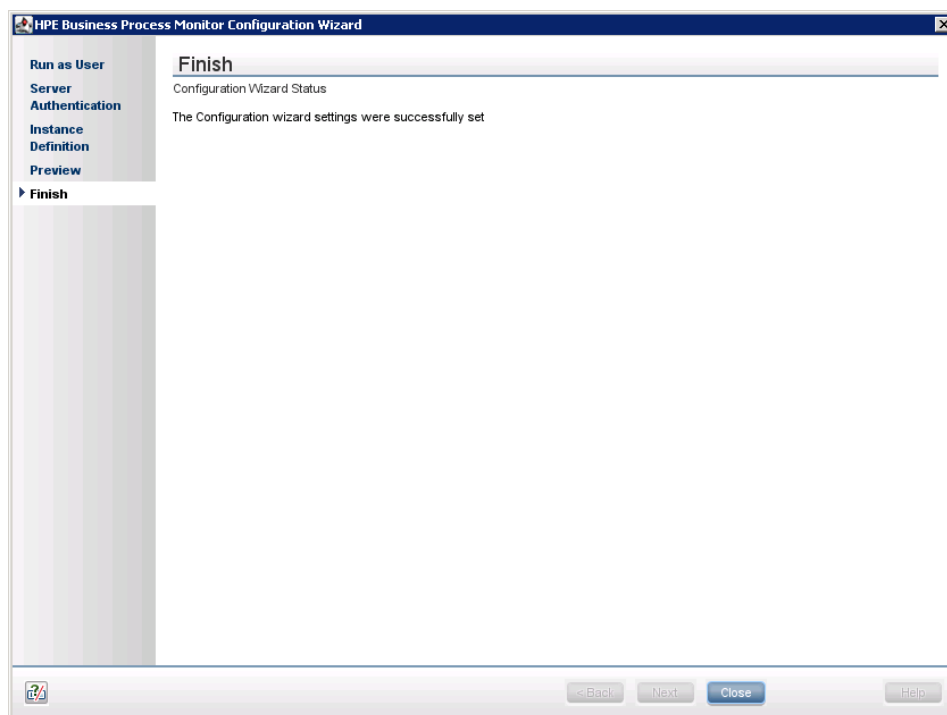 HPE Business Process Monitor Configuration Wizard
Run as User
Server
Authentication
Instance
Definition
Preview
Finish
Finish
Configuration Wizard Status
The Configuration wizard settings were successfully set
< Back
Next
Close
Help